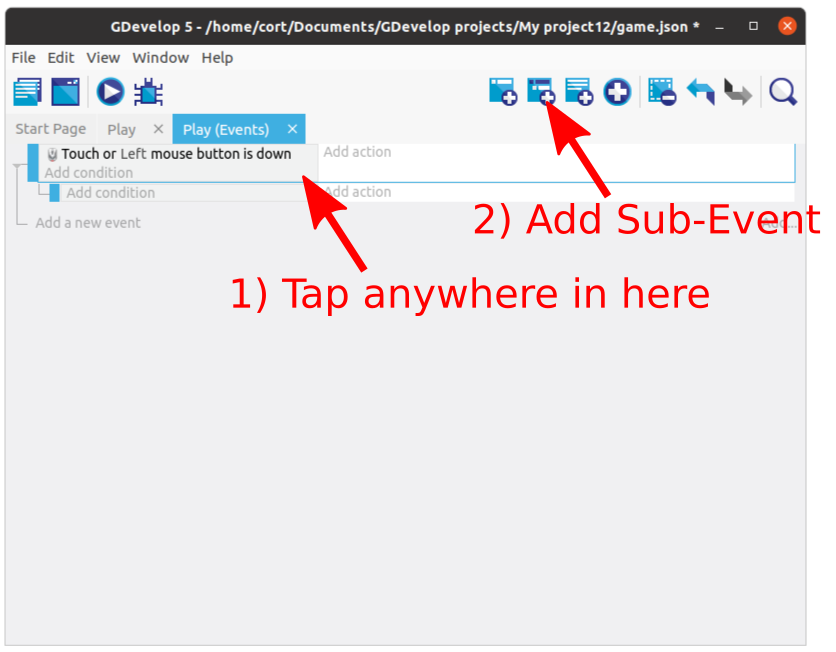 GDevelop 5 - /home/cort/Documents/GDevelop projects/My project12/game.json *
File Edit View Window Help
Start Page Play × Play (Events) ×
Touch or Left mouse button is down
Add action
Add condition
Add condition
Add action
2) Add Sub-Event
Add a new event
Add...
1) Tap anywhere in here